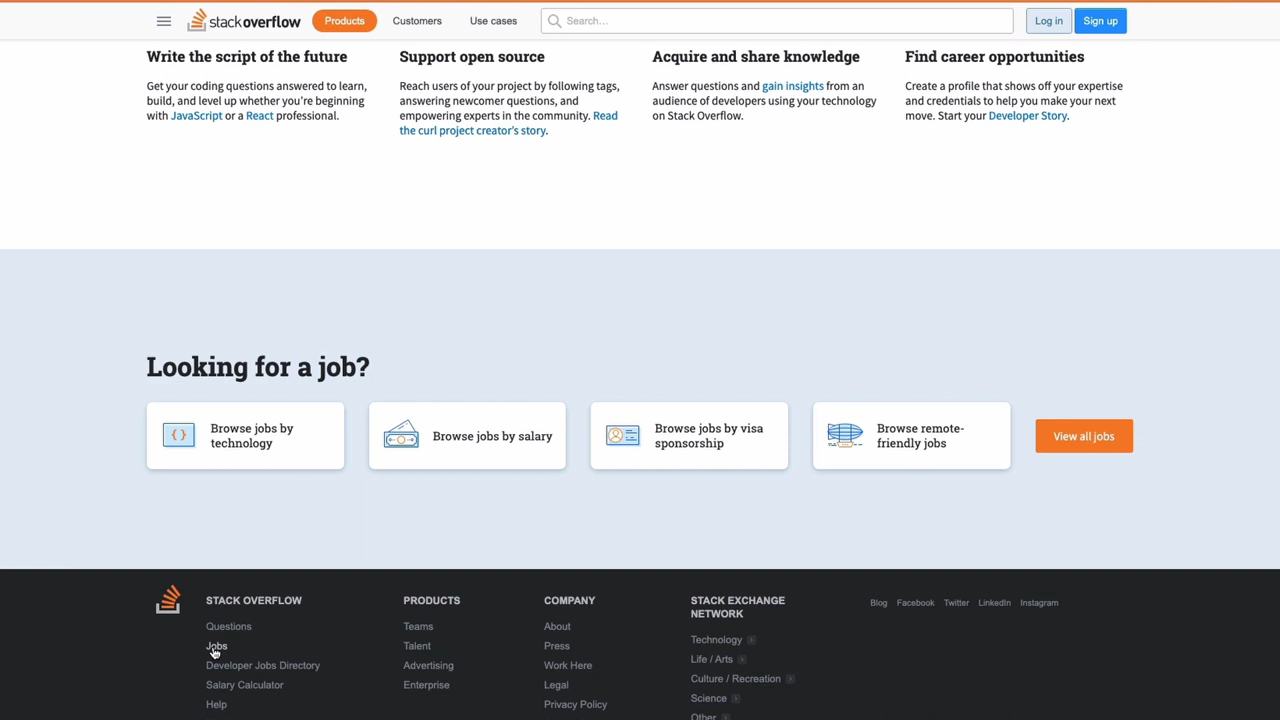 stackoverflow Products Customers Use cases Search… Log in Sign up
Write the script of the future
Get your coding questions answered to learn,
build, and level up whether you're beginning
with JavaScript or a React professional.
Support open source
Reach users of your project by following tags,
answering newcomer questions, and
empowering experts in the community. Read
the curl project creator's story.
Acquire and share knowledge
Answer questions and gain insights from an
audience of developers using your technology
on Stack Overflow.
Find career opportunities
Create a profile that shows off your expertise
and credentials to help you make your next
move. Start your Developer Story.
Looking for a job?
Browse jobs by
technology
Browse jobs by salary
Browse jobs by visa
sponsorship
Browse remote-
friendly jobs
View all jobs
STACK OVERFLOW
Questions
Jobs
Developer Jobs Directory
Salary Calculator
Help
PRODUCTS
Teams
Talent
Advertising
Enterprise
COMPANY
About
Press
Work Here
Legal
Privacy Policy
STACK EXCHANGE
NETWORK
Technology
Life / Arts
Culture / Recreation
Science
Other
Blog Facebook Twitter LinkedIn Instagram